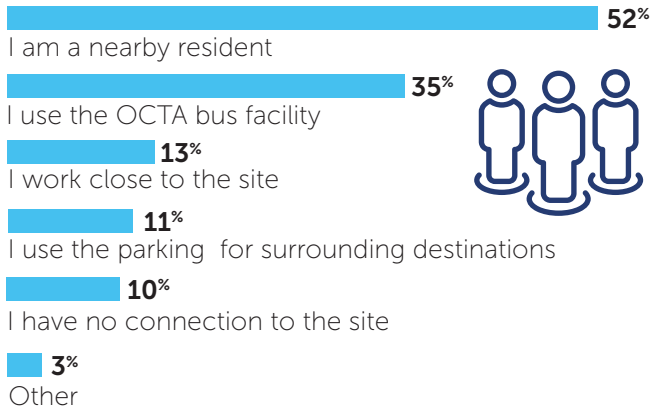 52%
I am a nearby resident
35%
I use the OCTA bus facility
13%
I work close to the site
11%
I use the parking  for surrounding destinations
10%
I have no connection to the site
3%
Other